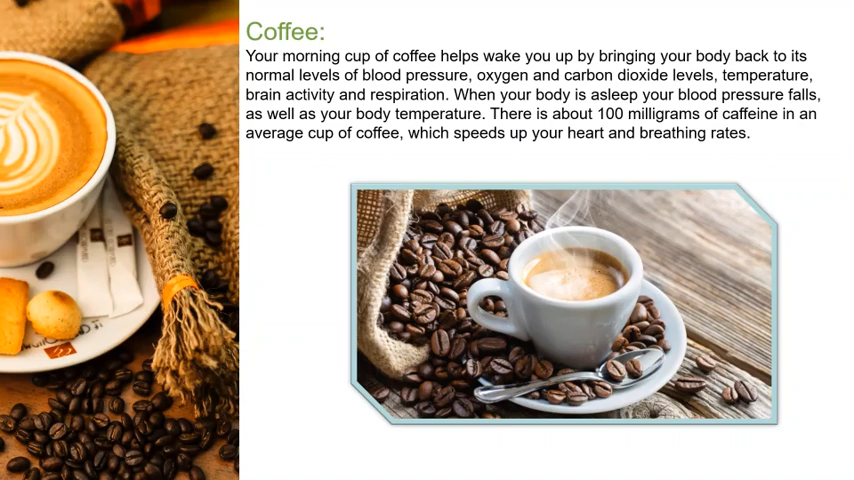 Coffee:
Your morning cup of coffee helps wake you up by bringing your body back to its
normal levels of blood pressure, oxygen and carbon dioxide levels, temperature,
brain activity and respiration. When your body is asleep your blood pressure falls,
as well as your body temperature. There is about 100 milligrams of caffeine in an
average cup of coffee, which speeds up your heart and breathing rates.